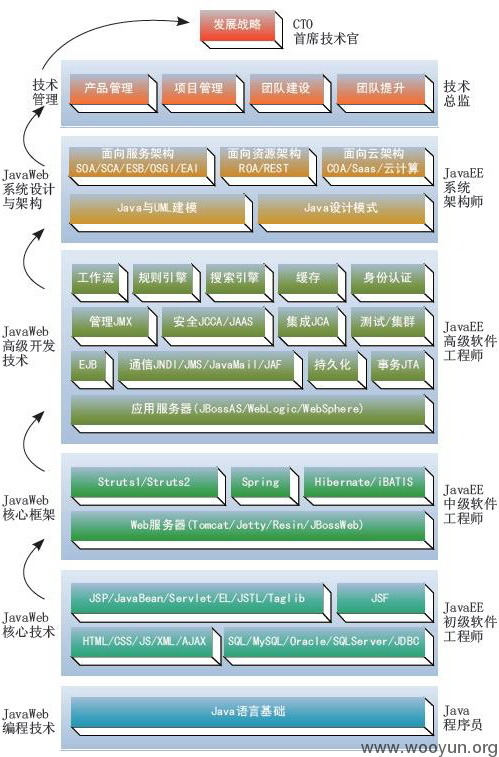 发展战略
CTO
首席技术官
技术
管理
产品管理
项目管理
团队建设
团队提升
技术
总监
JavaWeb
系统设计
与架构
面向服务架构
SOA/SCA/ESB/OSGI/EAI
面向资源架构
ROA/REST
面向云架构
COA/Saas/云计算
Java与UML建模
Java设计模式
JavaEE
系统
架构师
JavaWeb
高级开发
技术
工作流
规则引擎
搜索引擎
缓存
身份认证
管理JMX
安全JCCA/JAAS
集成JCA
测试/集群
EJB
通信JNDI/JMS/JavaMail/JAF
持久化
事务JTA
应用服务器(JBossAS/WebLogic/WebSphere)
JavaEE
高级软件
工程师
JavaWeb
核心框架
Struts1/Struts2
Spring
Hibernate/iBATIS
Web服务器(Tomcat/Jetty/Resin/JBossWeb)
JavaEE
中级软件
工程师
JavaWeb
核心技术
JSP/JavaBean/Servlet/EL/JSTL/Taglib
JSF
HTML/CSS/JS/XML/AJAX
SQL/MySQL/Oracle/SQLServer/JDBC
JavaEE
初级软件
工程师
JavaWeb
编程技术
Java语言基础
Java
程序员
www.wooyun.org